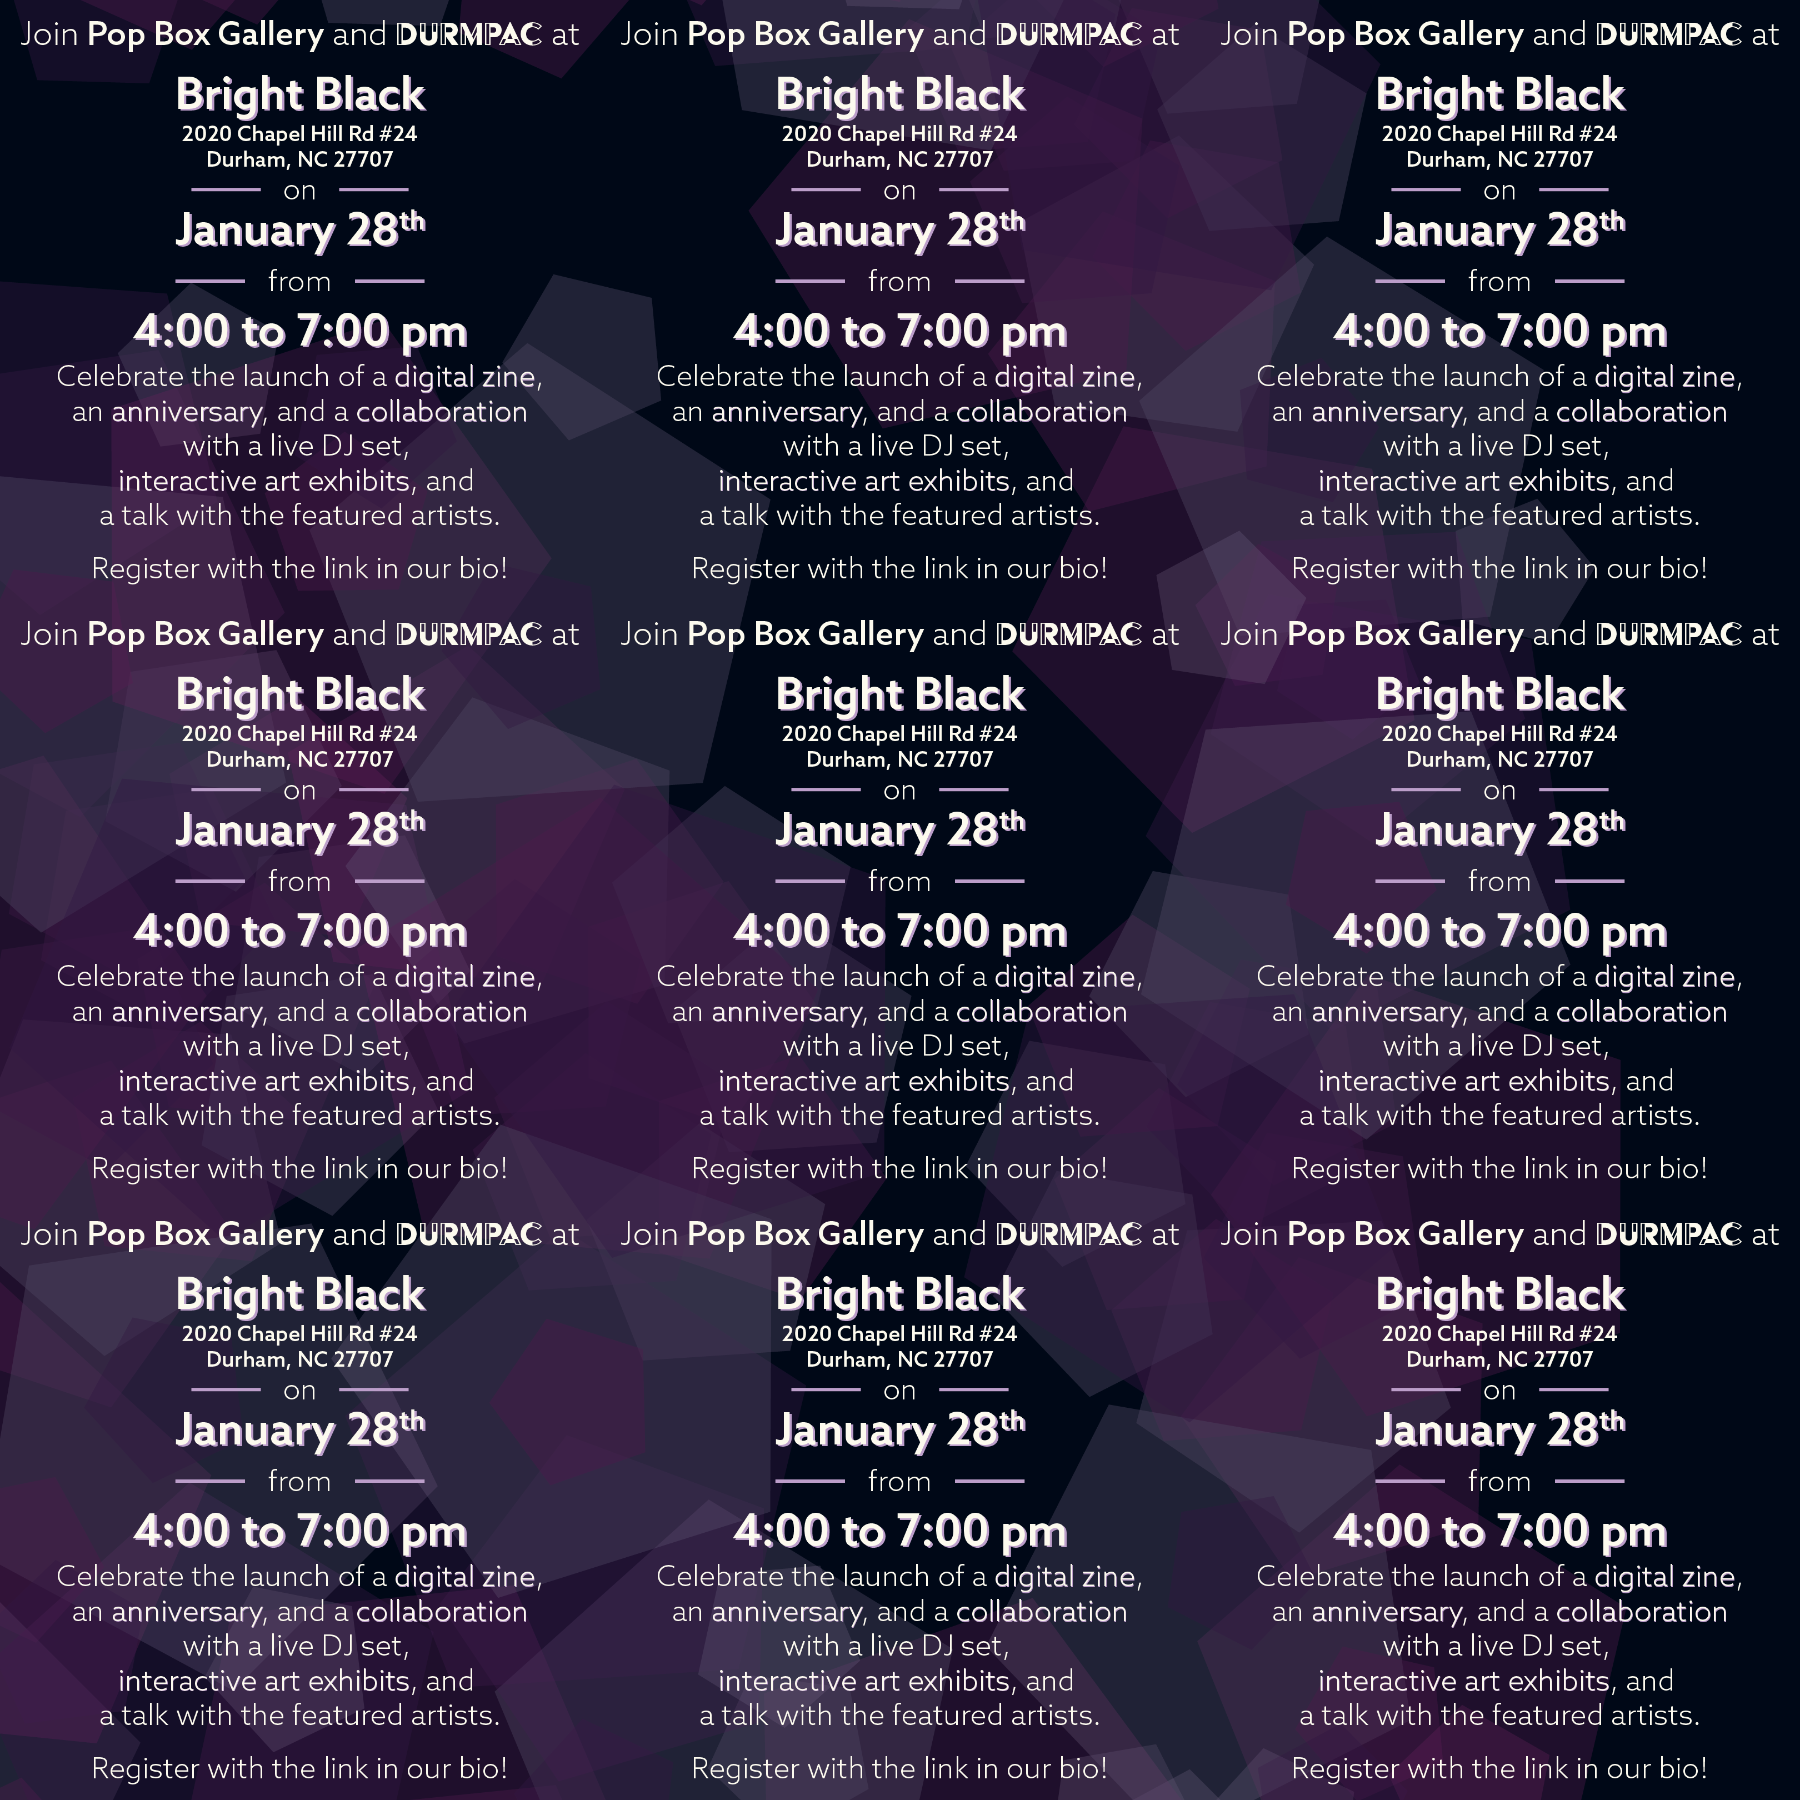 Join Pop Box Gallery and DURMPAC at
Bright Black
2020 Chapel Hill Rd #24
Durham, NC 27707
on
January 28th
from
4:00 to 7:00 pm
Celebrate the launch of a digital zine,
an anniversary, and a collaboration
with a live DJ set,
interactive art exhibits, and
a talk with the featured artists.
Register with the link in our bio!
Join Pop Box Gallery and DURMPAC at
Bright Black
2020 Chapel Hill Rd #24
Durham, NC 27707
on
January 28th
from
4:00 to 7:00 pm
Celebrate the launch of a digital zine,
an anniversary, and a collaboration
with a live DJ set,
interactive art exhibits, and
a talk with the featured artists.
Register with the link in our bio!
Join Pop Box Gallery and DURMPAC at
Bright Black
2020 Chapel Hill Rd #24
Durham, NC 27707
on
January 28th
from
4:00 to 7:00 pm
Celebrate the launch of a digital zine,
an anniversary, and a collaboration
with a live DJ set,
interactive art exhibits, and
a talk with the featured artists.
Register with the link in our bio!
Join Pop Box Gallery and DURMPAC at
Bright Black
2020 Chapel Hill Rd #24
Durham, NC 27707
on
January 28th
from
4:00 to 7:00 pm
Celebrate the launch of a digital zine,
an anniversary, and a collaboration
with a live DJ set,
interactive art exhibits, and
a talk with the featured artists.
Register with the link in our bio!
Join Pop Box Gallery and DURMPAC at
Bright Black
2020 Chapel Hill Rd #24
Durham, NC 27707
on
January 28th
from
4:00 to 7:00 pm
Celebrate the launch of a digital zine,
an anniversary, and a collaboration
with a live DJ set,
interactive art exhibits, and
a talk with the featured artists.
Register with the link in our bio!
Join Pop Box Gallery and DURMPAC at
Bright Black
2020 Chapel Hill Rd #24
Durham, NC 27707
on
January 28th
from
4:00 to 7:00 pm
Celebrate the launch of a digital zine,
an anniversary, and a collaboration
with a live DJ set,
interactive art exhibits, and
a talk with the featured artists.
Register with the link in our bio!
Join Pop Box Gallery and DURMPAC at
Bright Black
2020 Chapel Hill Rd #24
Durham, NC 27707
on
January 28th
from
4:00 to 7:00 pm
Celebrate the launch of a digital zine,
an anniversary, and a collaboration
with a live DJ set,
interactive art exhibits, and
a talk with the featured artists.
Register with the link in our bio!
Join Pop Box Gallery and DURMPAC at
Bright Black
2020 Chapel Hill Rd #24
Durham, NC 27707
on
January 28th
from
4:00 to 7:00 pm
Celebrate the launch of a digital zine,
an anniversary, and a collaboration
with a live DJ set,
interactive art exhibits, and
a talk with the featured artists.
Register with the link in our bio!
Join Pop Box Gallery and DURMPAC at
Bright Black
2020 Chapel Hill Rd #24
Durham, NC 27707
on
January 28th
from
4:00 to 7:00 pm
Celebrate the launch of a digital zine,
an anniversary, and a collaboration
with a live DJ set,
interactive art exhibits, and
a talk with the featured artists.
Register with the link in our bio!